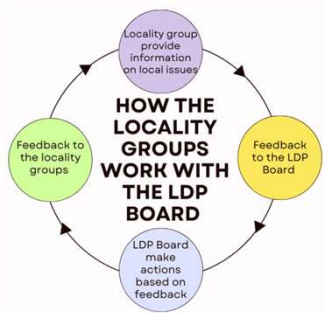 Locality group
provide
information
on local issues
HOW THE
LOCALITY
GROUPS
WORK WITH
THE LDP
BOARD
Feedback
to the LDP
Board
LDP Board
make
actions
based on
feedback
Feedback to
the locality
groups